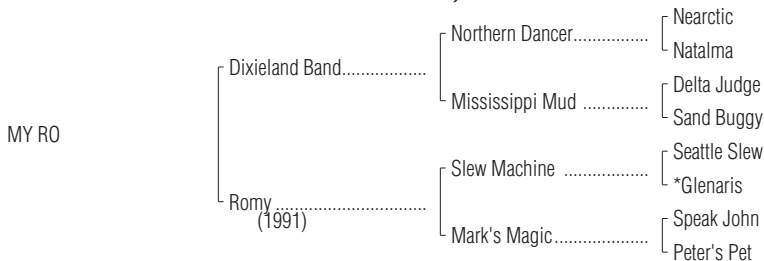 Nearctic
Northern Dancer................
Natalma
Dixieland Band..................
Delta Judge
Mississippi Mud ..............
Sand Buggy
MY RO
Seattle Slew
Slew Machine ..................
*Glenaris
Romy ................................
(1991)
Speak John
Mark's Magic....................
Peter's Pet